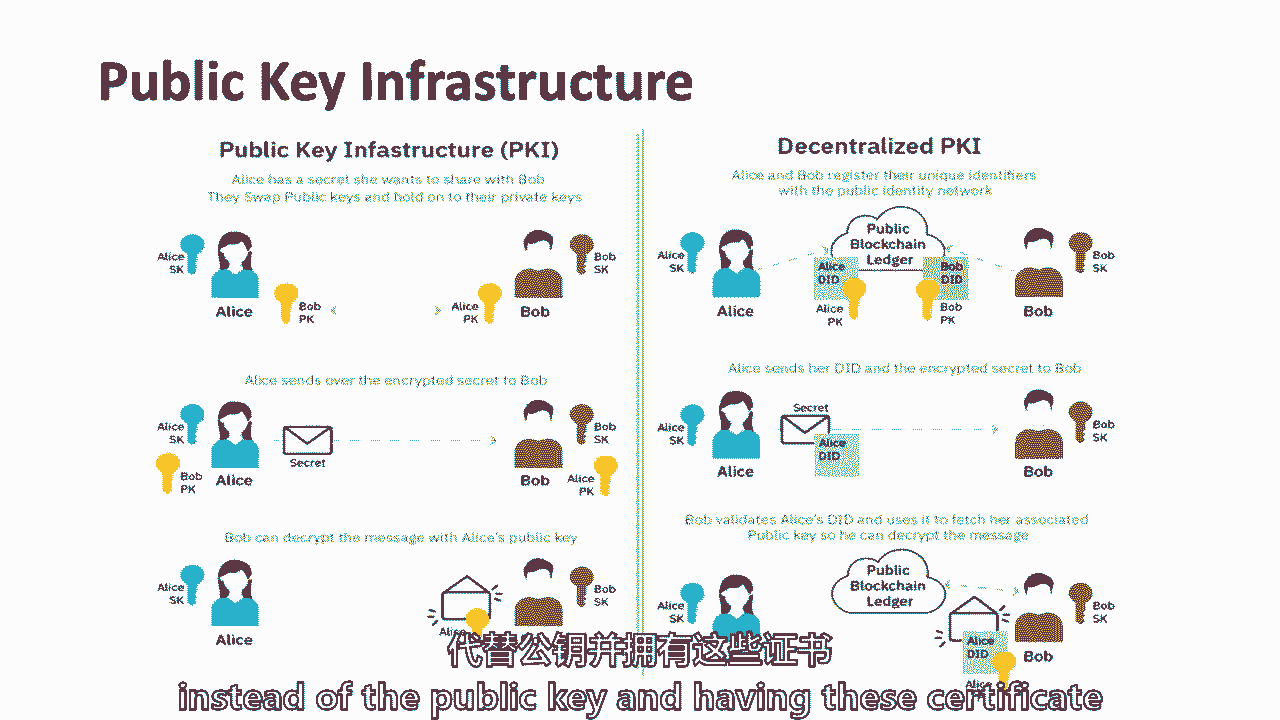 Public Key Infrastructure
Public Key Infastructure (PKI)
Alice has a secret she wants to share with Bob
They Swap Public keys and hold on to their private keys
Alice
SK
Alice
Bob
PK
Alice
PK
Bob
Bob
SK
Alice sends over the encrypted secret to Bob
Alice
SK
Bob
PK
Alice
Secret
Bob
Bob
SK
Alice
PK
Bob can decrypt the message with Alice's public key
Alice
SK
Alice
Bob
SK
Decentralized PKI
Alice and Bob register their unique identifiers
with the public identity network
Alice
SK
Alice
Public
Blockchain
Ledger
Alice
DID
Alice
PK
Bob
DID
Bob
PK
Bob
Bob
SK
Alice sends her DID and the encrypted secret to Bob
Alice
SK
Alice
Secret
Alice
DID
Bob
Bob
SK
Bob validates Alice's DID and uses it to fetch her associated
Public key so he can decrypt the message
Alice
SK
Public
Blockchain
Ledger
Alice
DID
Alice
Bob
Bob
SK
代替公钥并拥有这些证书
instead of the public key and having these certificate